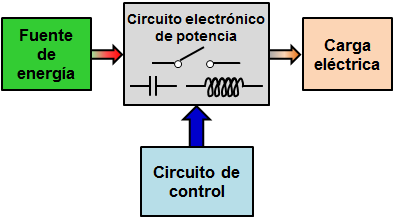 Fuente
de
energía
Circuito electrónico
de potencia
Carga
eléctrica
Circuito de
control